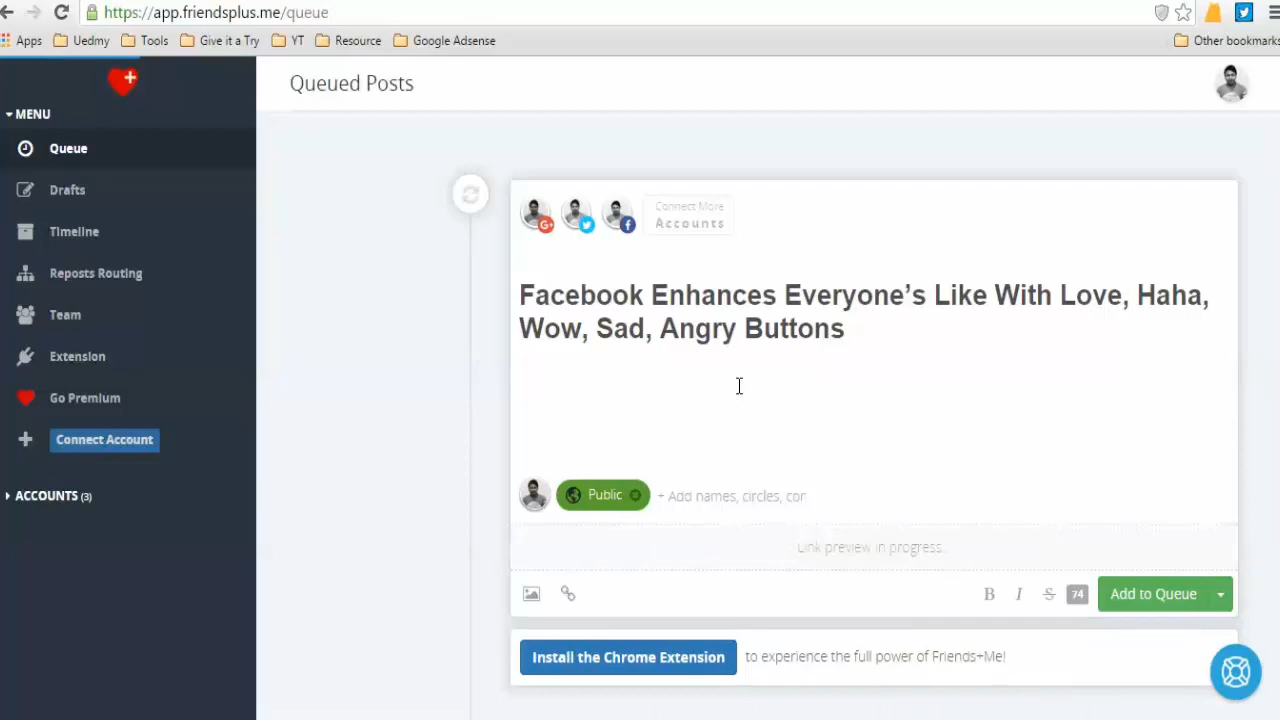 https://app.friendsplus.me/queue
Apps Uedmy Tools Give it a Try YT Resource Google Adsense Other bookmarks
Queued Posts
MENU
Queue
Drafts
Timeline
Reposts Routing
Team
Extension
Go Premium
Connect Account
ACCOUNTS (3)
Connect More
Accounts
Facebook Enhances Everyone’s Like With Love, Haha,
Wow, Sad, Angry Buttons
Public + Add names, circles, cor
Link preview in progress..
B I S 74 Add to Queue
Install the Chrome Extension to experience the full power of Friends+Me!